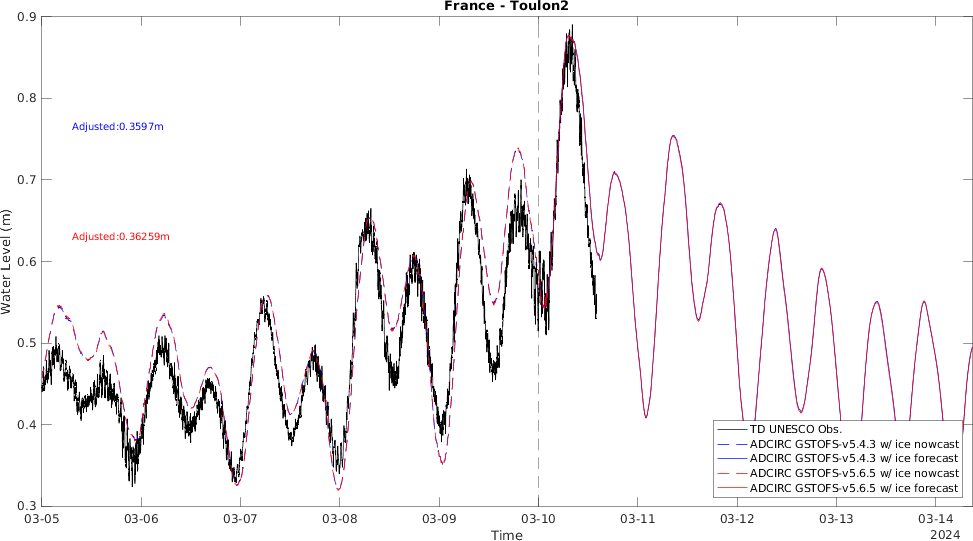 France - Toulon2
0.9
0.8
0.7
0.6
0.5
0.4
0.3
Water Level (m)
Adjusted:0.3597m
Adjusted:0.36259m
TD UNESCO Obs.
ADCIRC GSTOFS-v5.4.3 w/ ice nowcast
ADCIRC GSTOFS-v5.4.3 w/ ice forecast
ADCIRC GSTOFS-v5.6.5 w/ ice nowcast
ADCIRC GSTOFS-v5.6.5 w/ ice forecast
03-05 03-06 03-07 03-08 03-09 03-10 03-11 03-12 03-13 03-14
Time
2024